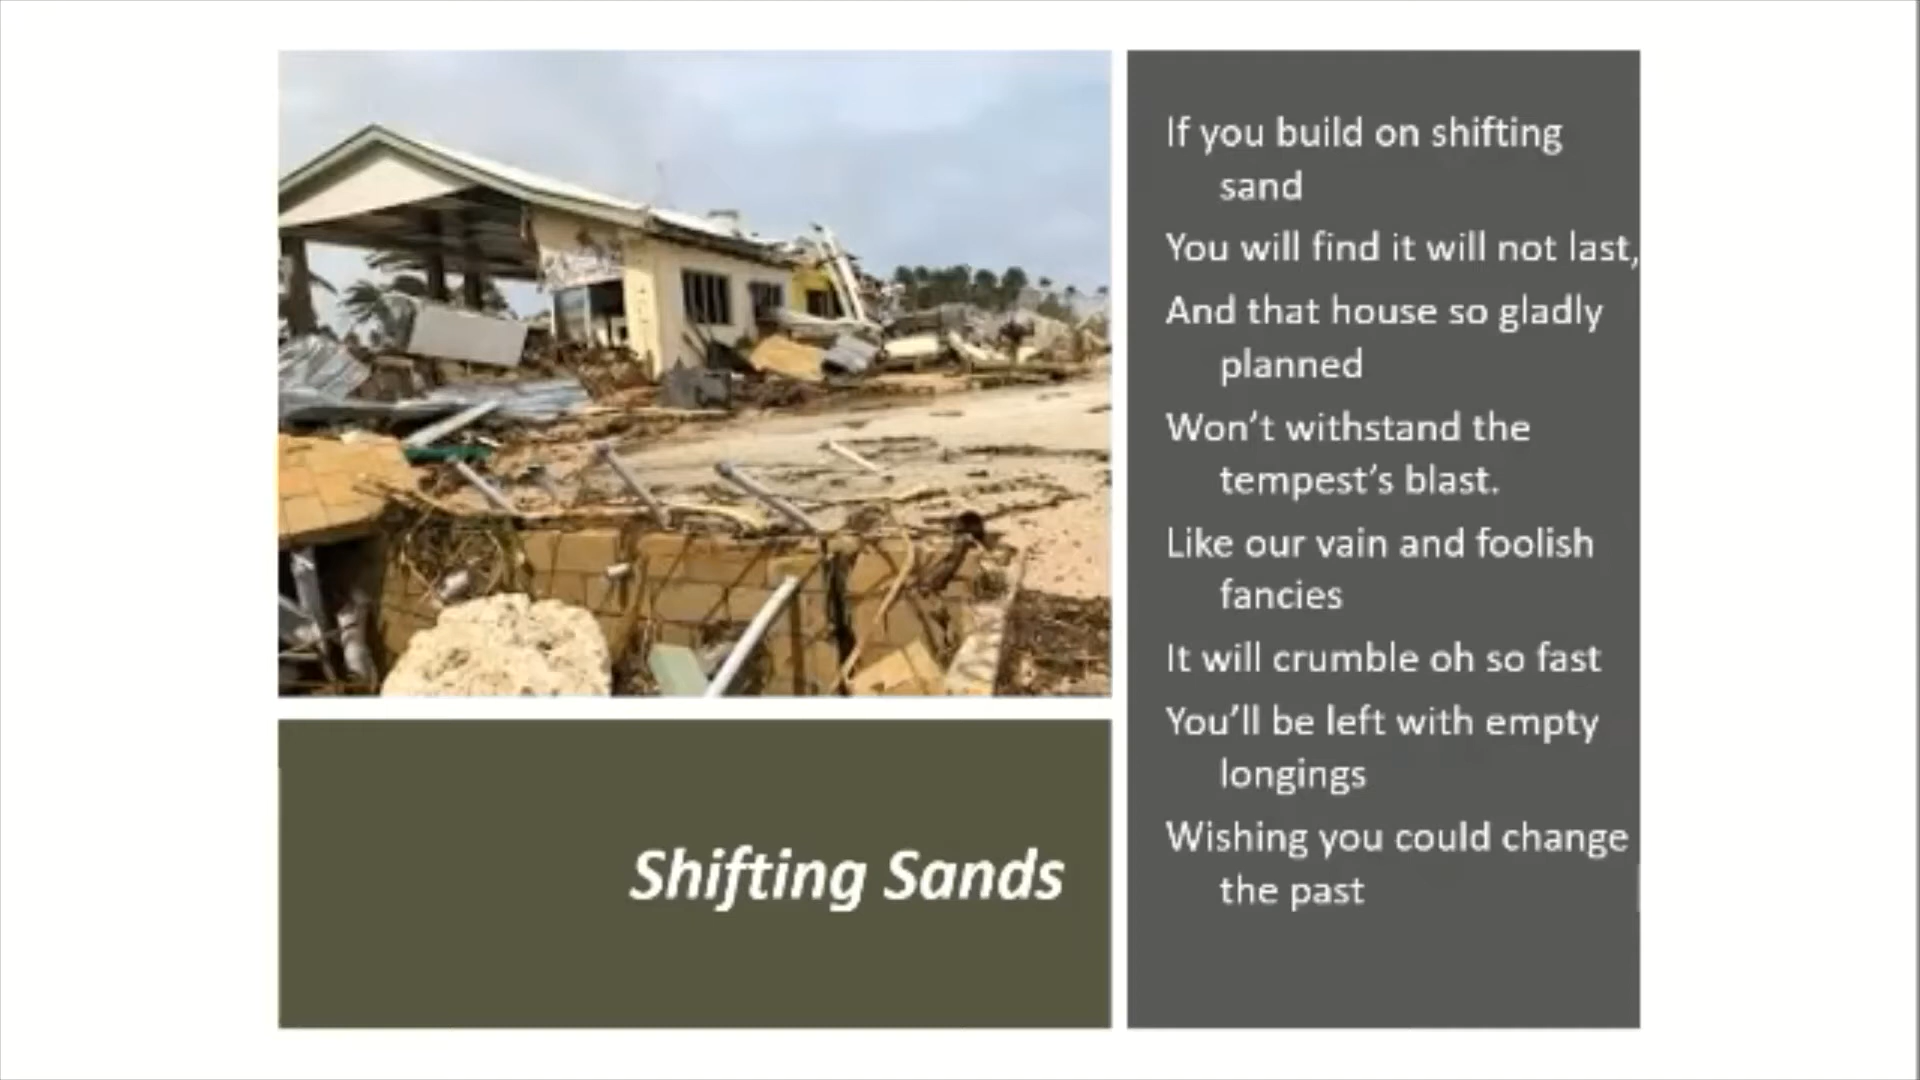 If you build on shifting
sand
You will find it will not last,
And that house so gladly
planned
Won't withstand the
tempest's blast.
Like our vain and foolish
fancies
It will crumble oh so fast
You'll be left with empty
longings
Wishing you could change
the past
Shifting Sands